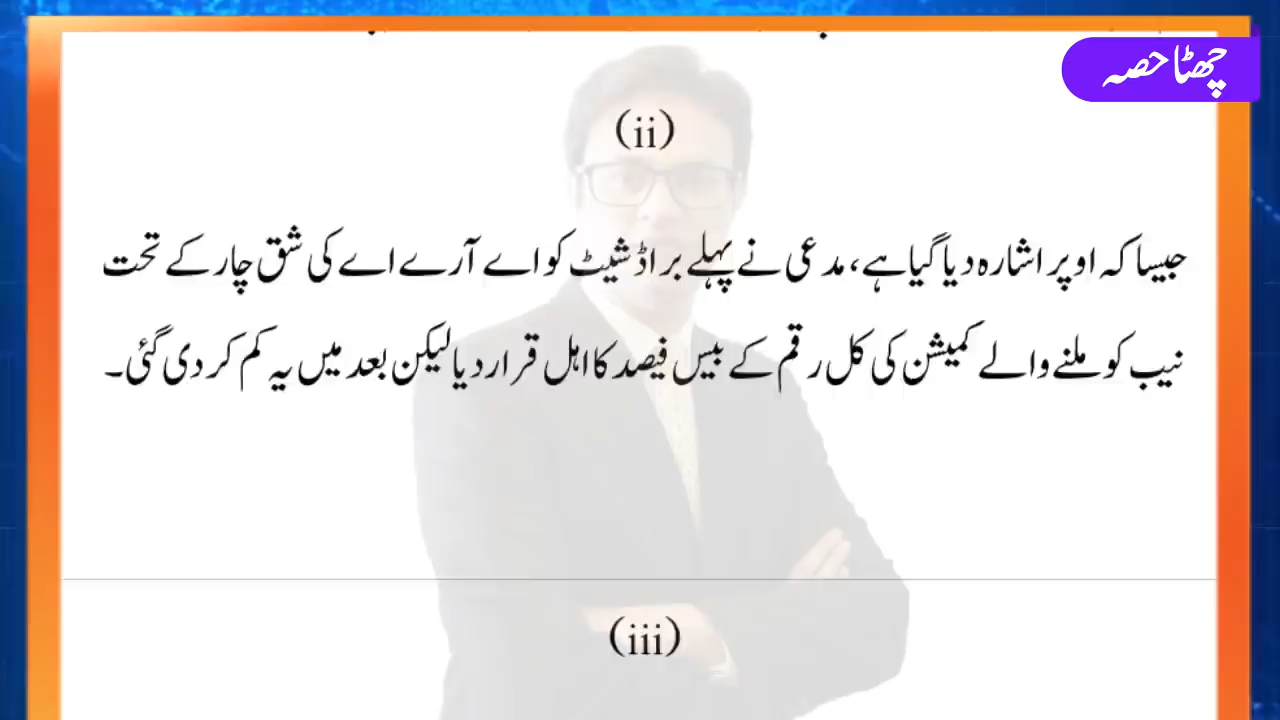 چھٹا حصہ
(ii)
جیسا کہ اوپر اشارہ دیا گیا ہے، مدعی نے پہلے براڈ شیٹ کو اے آر اے کی شق چار کے تحت
نیب کو ملنے والے کمیشن کی کل رقم کے بیس فیصد کا اہل قرار دیا لیکن بعد میں یہ کم کر دی گئی۔
(iii)